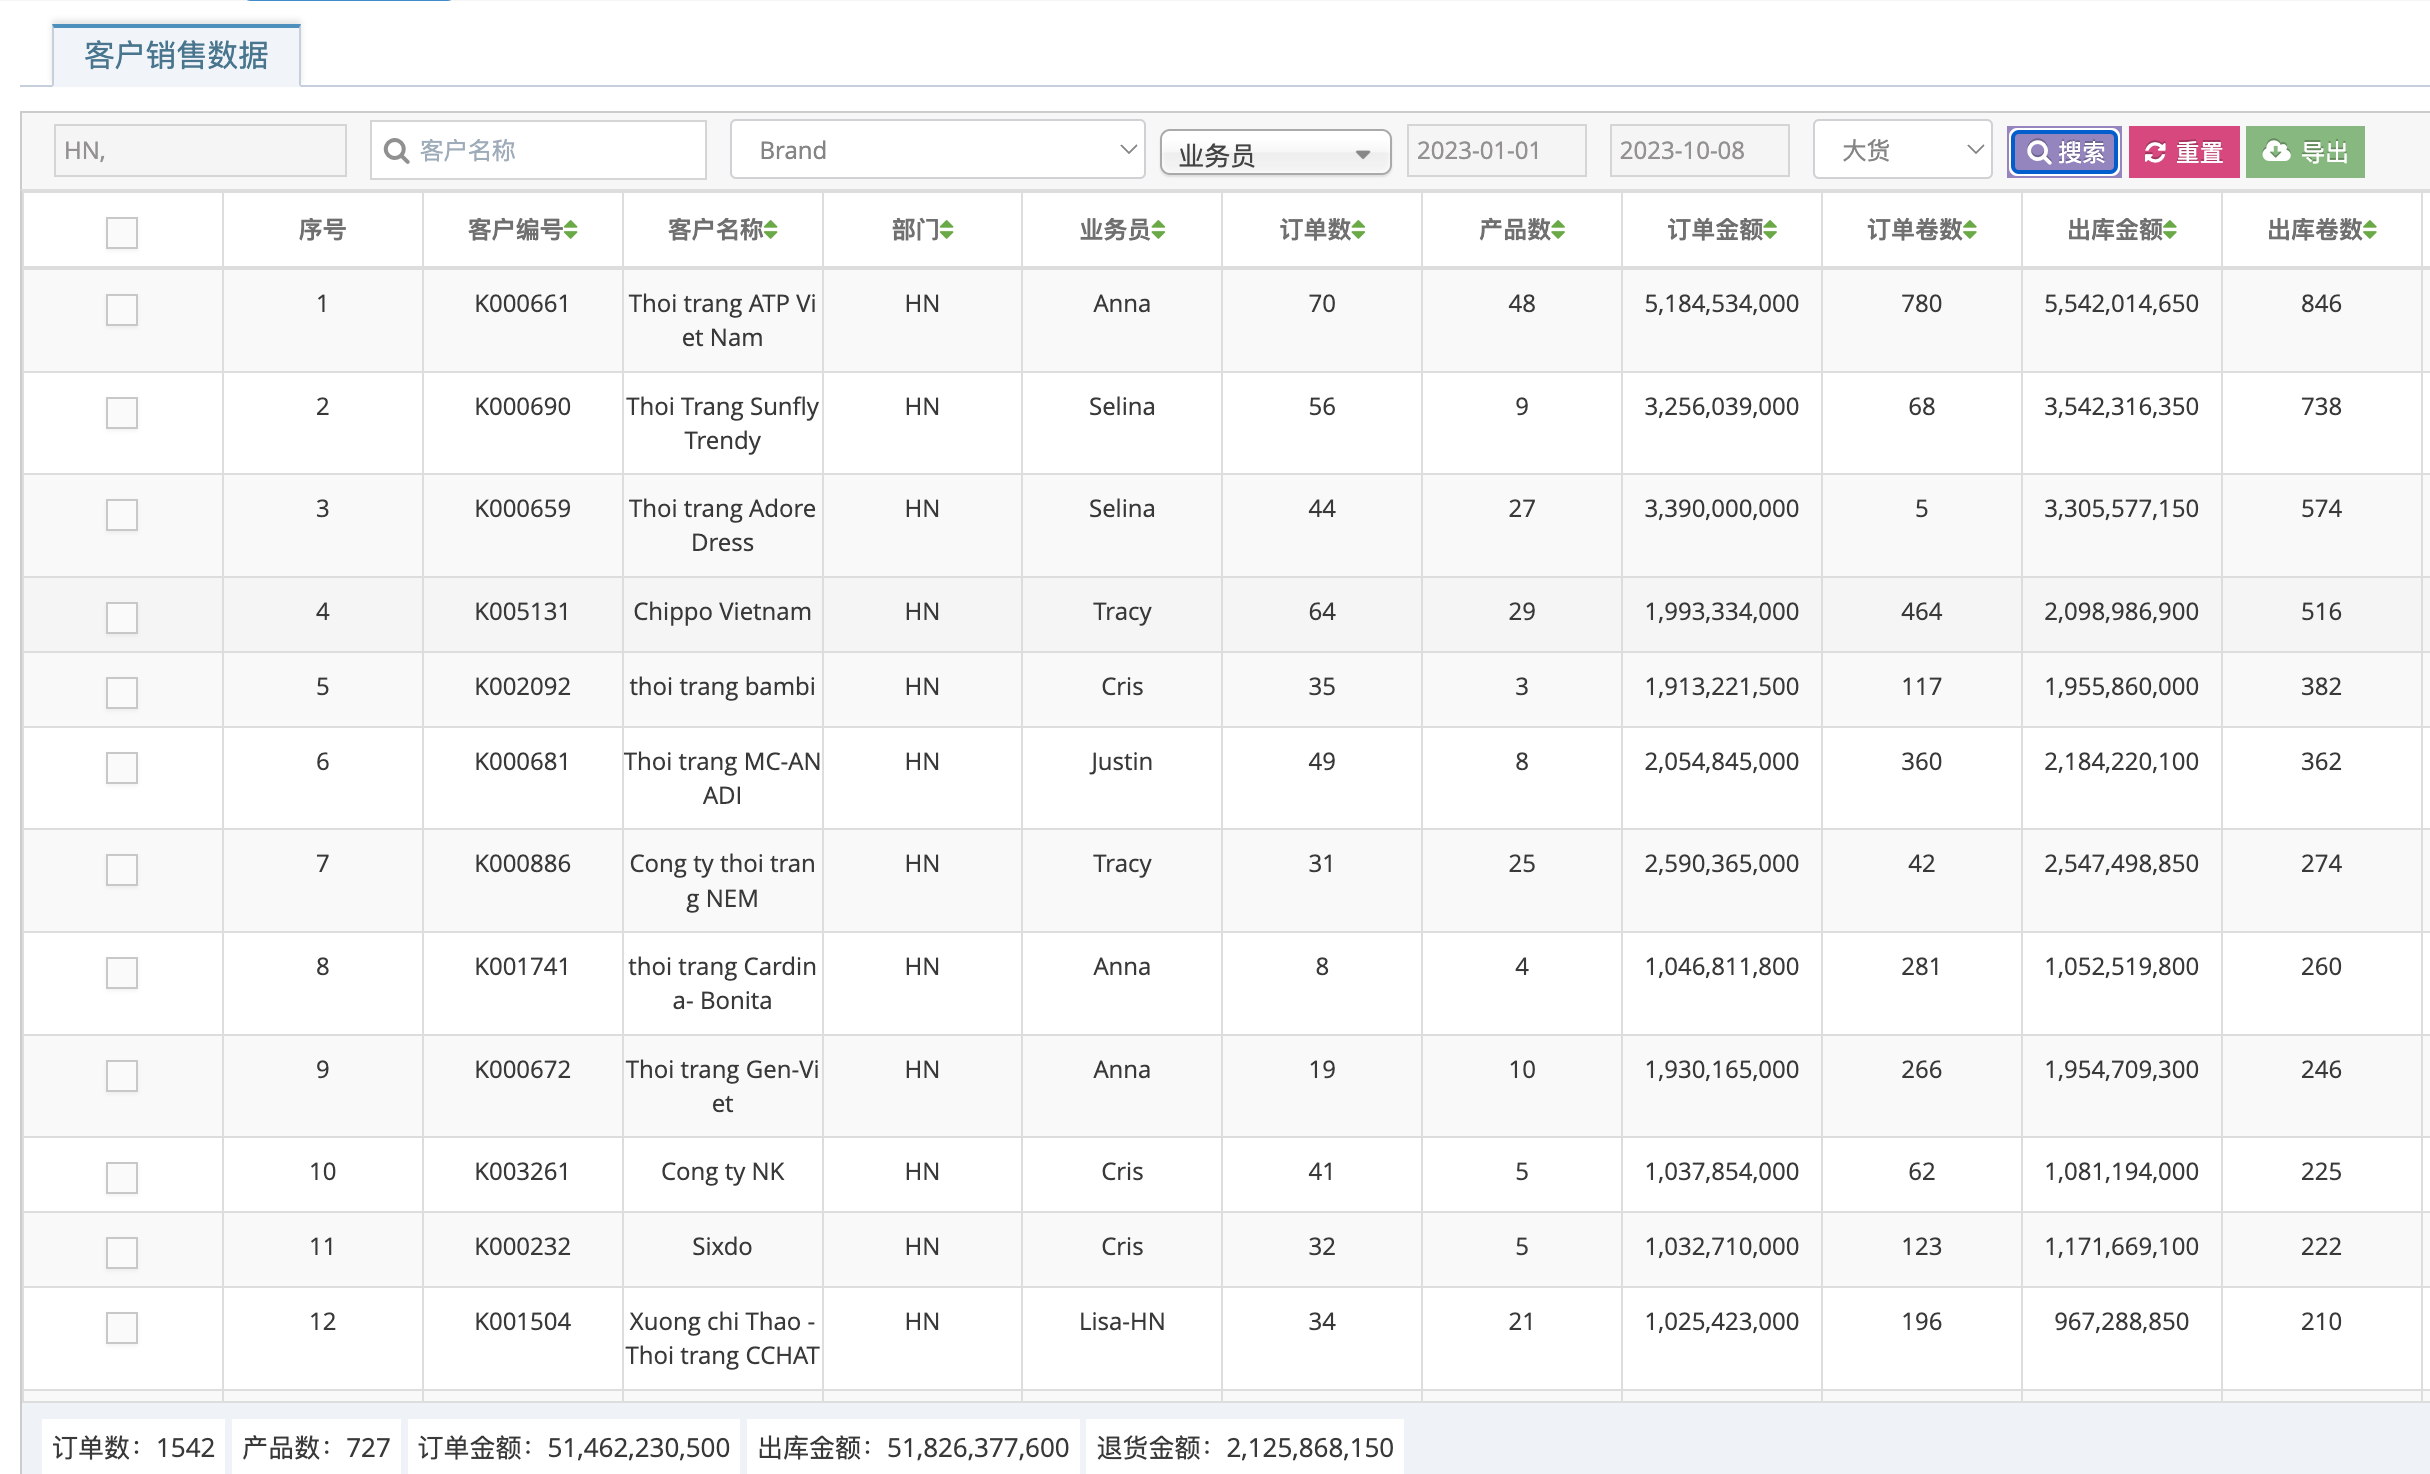 客户销售数据
HN, 客户名称 Brand 业务员 2023-01-01 2023-10-08 大货 搜索 重置 导出
序号 客户编号 客户名称 部门 业务员 订单数 产品数 订单金额 订单卷数 出库金额 出库卷数
1 K000661 Thoi trang ATP Vi HN Anna 70 48 5,184,534,000 780 5,542,014,650 846
et Nam
2 K000690 Thoi Trang Sunfly HN Selina 56 9 3,256,039,000 68 3,542,316,350 738
Trendy
3 K000659 Thoi trang Adore HN Selina 44 27 3,390,000,000 5 3,305,577,150 574
Dress
4 K005131 Chippo Vietnam HN Tracy 64 29 1,993,334,000 464 2,098,986,900 516
5 K002092 thoi trang bambi HN Cris 35 3 1,913,221,500 117 1,955,860,000 382
6 K000681 Thoi trang MC-AN HN Justin 49 8 2,054,845,000 360 2,184,220,100 362
ADI
7 K000886 Cong ty thoi tran HN Tracy 31 25 2,590,365,000 42 2,547,498,850 274
g NEM
8 K001741 thoi trang Cardin HN Anna 8 4 1,046,811,800 281 1,052,519,800 260
a- Bonita
9 K000672 Thoi trang Gen-Vi HN Anna 19 10 1,930,165,000 266 1,954,709,300 246
et
10 K003261 Cong ty NK HN Cris 41 5 1,037,854,000 62 1,081,194,000 225
11 K000232 Sixdo HN Cris 32 5 1,032,710,000 123 1,171,669,100 222
12 K001504 Xuong chi Thao - HN Lisa-HN 34 21 1,025,423,000 196 967,288,850 210
Thoi trang CCHAT
订单数：1542 产品数：727 订单金额：51,462,230,500 出库金额：51,826,377,600 退货金额：2,125,868,150